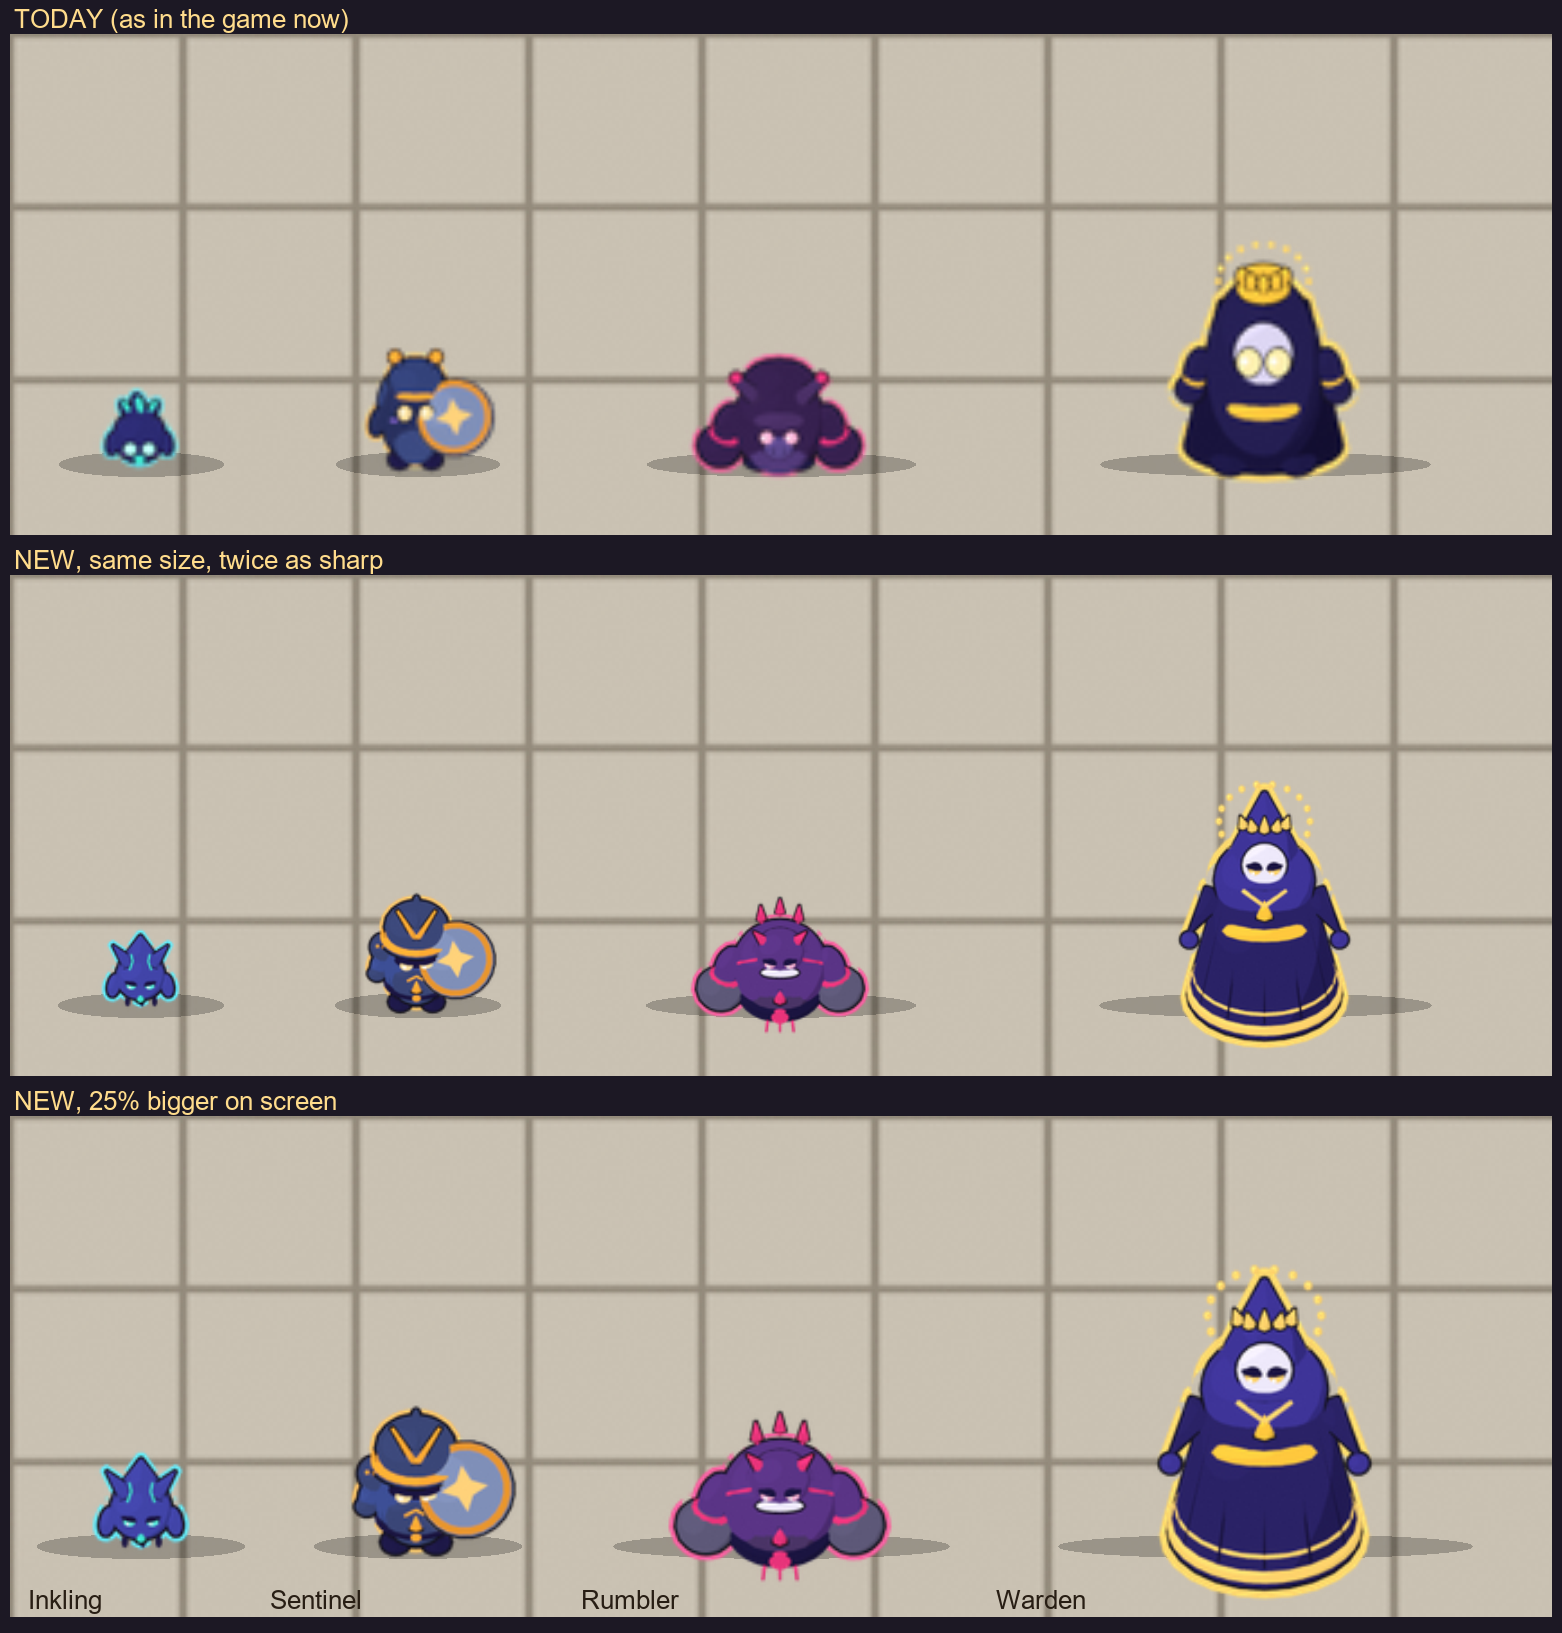 TODAY (as in the game now)
NEW, same size, twice as sharp
NEW, 25% bigger on screen
Inkling
Sentinel
Rumbler
Warden